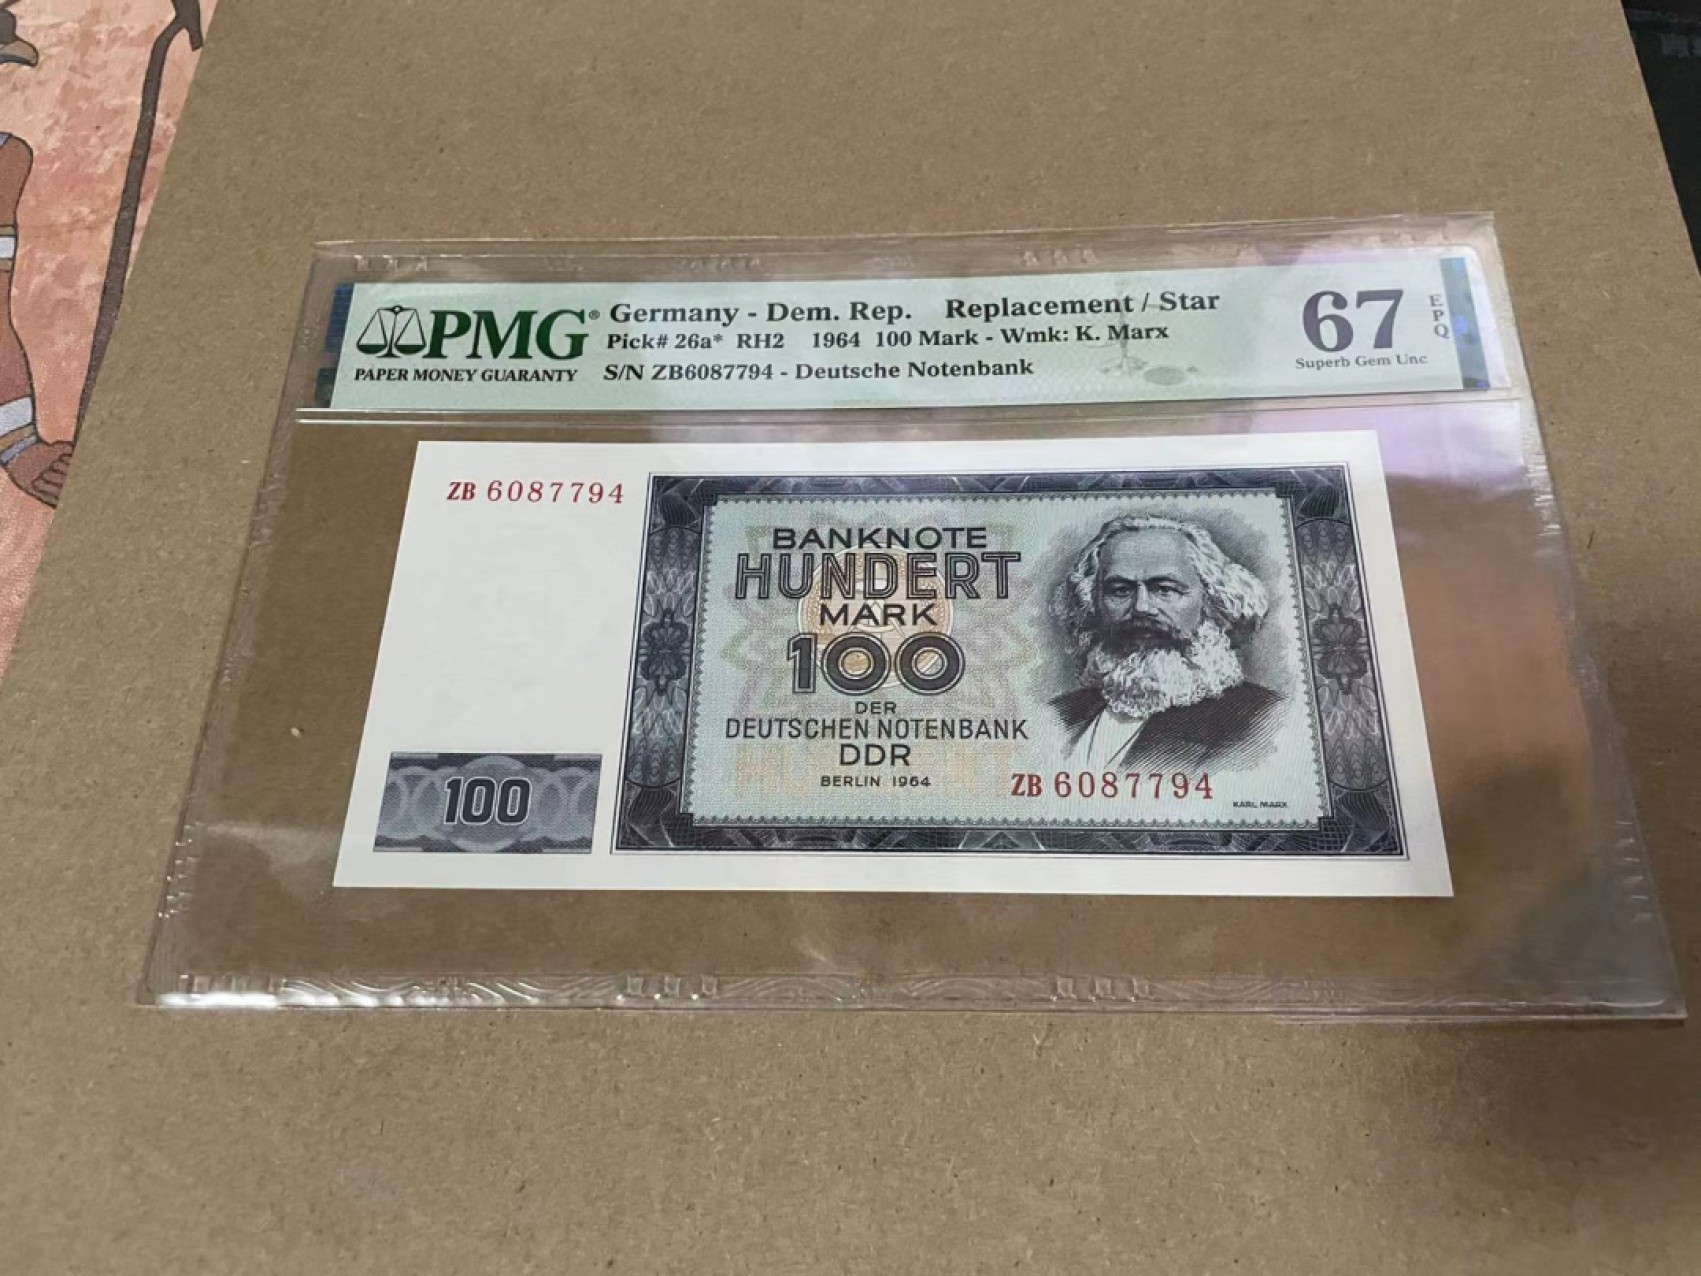 PMG®
PAPER MONEY GUARANTY
Germany - Dem. Rep. Replacement / Star
Pick# 26a* RH2 1964 100 Mark - Wmk: K. Marx
S/N ZB6087794 - Deutsche Notenbank
67
EPQ
Superb Gem Unc
ZB 6087794
BANKNOTE
HUNDERT
MARK
100
DER
DEUTSCHEN NOTENBANK
DDR
BERLIN 1964
ZB 6087794
KARL MARX
100